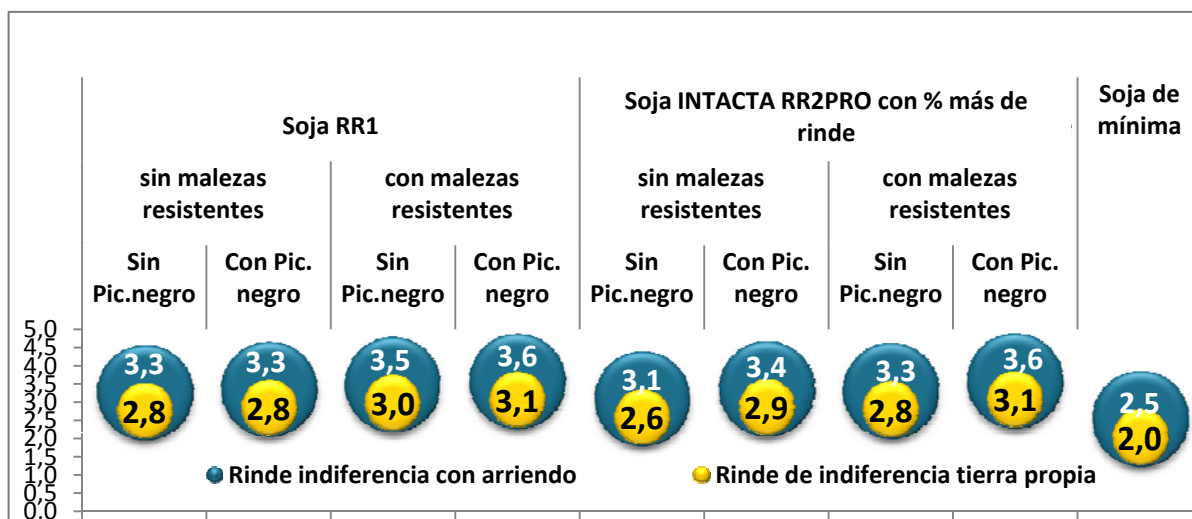 Soja RR1
Soja INTACTA RR2PRO con % más de
rinde
Soja de
mínima
sin malezas
resistentes
con malezas
resistentes
sin malezas
resistentes
con malezas
resistentes
Sin
Pic.negro
Con Pic.
negro
Sin
Pic.negro
Con Pic.
negro
Sin
Pic.negro
Con Pic.
negro
Sin
Pic.negro
Con Pic.
negro
5,0
4,5
4,0
3,5
3,0
2,5
2,0
1,5
1,0
0,5
0,0
3,3 3,3 3,5 3,6 3,1 3,4 3,3 3,6 2,5
2,8 2,8 3,0 3,1 2,6 2,9 2,8 3,1 2,0
Rinde indiferencia con arriendo
Rinde de indiferencia tierra propia